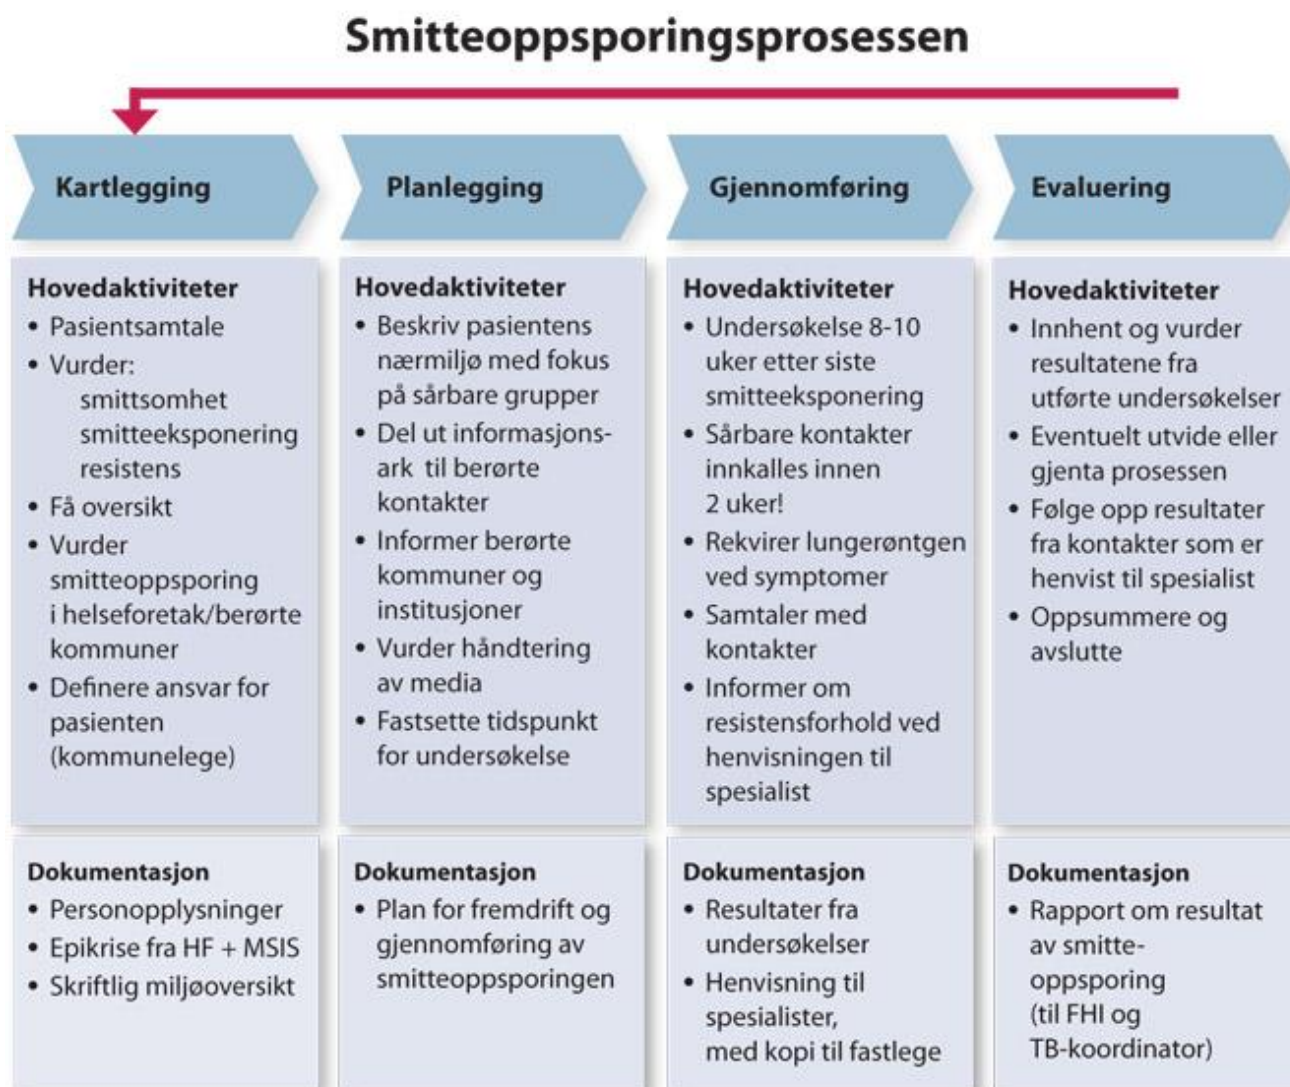 Smitteoppsporingsprosessen
Kartlegging
Hovedaktiviteter
• Pasientsamtale
• Vurder:
smittsomhet
smitteeksponering
resistens
• Få oversikt
• Vurder
smitteoppsporing
i helseforetak/berørte
kommuner
• Definere ansvar for
pasienten
(kommunelege)
Dokumentasjon
• Personopplysninger
• Epikrise fra HF + MSIS
• Skriftlig miljøoversikt
Planlegging
Hovedaktiviteter
• Beskriv pasientens
nærmiljø med fokus
på sårbare grupper
• Del ut informasjons-
ark til berørte
kontakter
• Informer berørte
kommuner og
institusjoner
• Vurder håndtering
av media
• Fastsette tidspunkt
for undersøkelse
Dokumentasjon
• Plan for fremdrift og
gjennomføring av
smitteoppsporingen
Gjennomføring
Hovedaktiviteter
• Undersøkelse 8-10
uker etter siste
smitteeksponering
• Sårbare kontakter
innkalles innen
2 uker!
• Rekvirer lungerøntgen
ved symptomer
• Samtaler med
kontakter
• Informer om
resistensforhold ved
henvisningen til
spesialist
Dokumentasjon
• Resultater fra
undersøkelser
• Henvisning til
spesialister,
med kopi til fastlege
Evaluering
Hovedaktiviteter
• Innhent og vurder
resultatene fra
utførte undersøkelser
• Eventuelt utvide eller
gjenta prosessen
• Følge opp resultater
fra kontakter som er
henvist til spesialist
• Oppsummere og
avslutte
Dokumentasjon
• Rapport om resultat
av smitte-
oppsporing
(til FHI og
TB-koordinator)